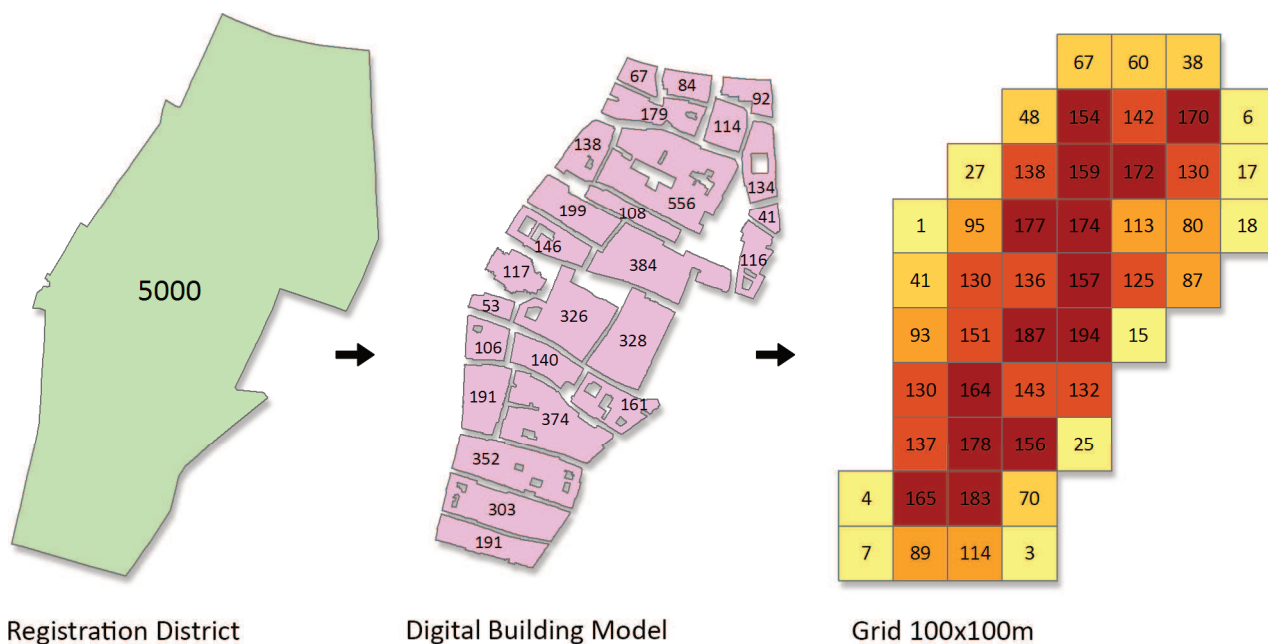 5000
67
84
92
179
114
138
134
556
199
108
41
146
384
116
117
53
326
328
106
140
191
374
161
352
303
191
67 60 38
48 154 142 170 6
27 138 159 172 130 17
1 95 177 174 113 80 18
41 130 136 157 125 87
93 151 187 194 15
130 164 143 132
137 178 156 25
4 165 183 70
7 89 114 3
Registration District
Digital Building Model
Grid 100x100m